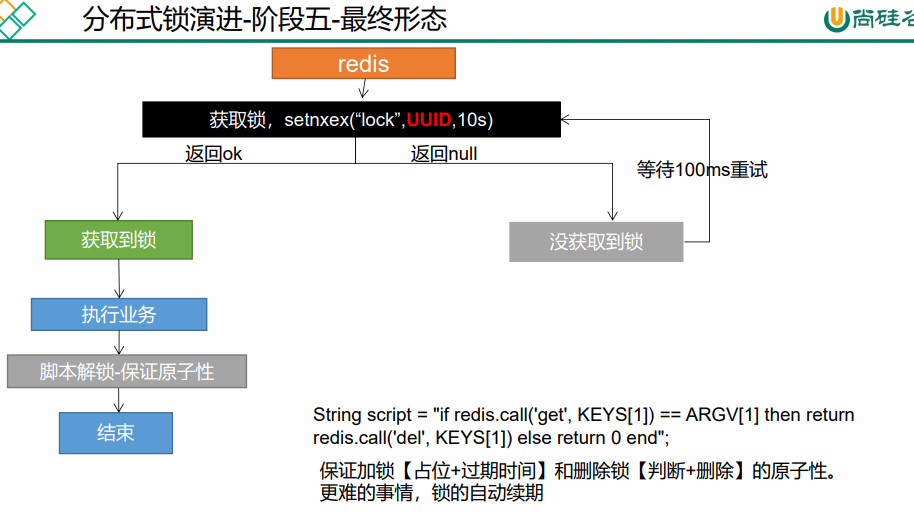 分布式锁演进-阶段五-最终形态
尚硅谷
redis
获取锁，setnxex(“lock”,UUID,10s)
返回ok
返回null
等待100ms重试
获取到锁
没获取到锁
执行业务
脚本解锁-保证原子性
结束
String script = "if redis.call('get', KEYS[1]) == ARGV[1] then return
redis.call('del', KEYS[1]) else return 0 end";
保证加锁【占位+过期时间】和删除锁【判断+删除】的原子性。
更难的事情，锁的自动续期